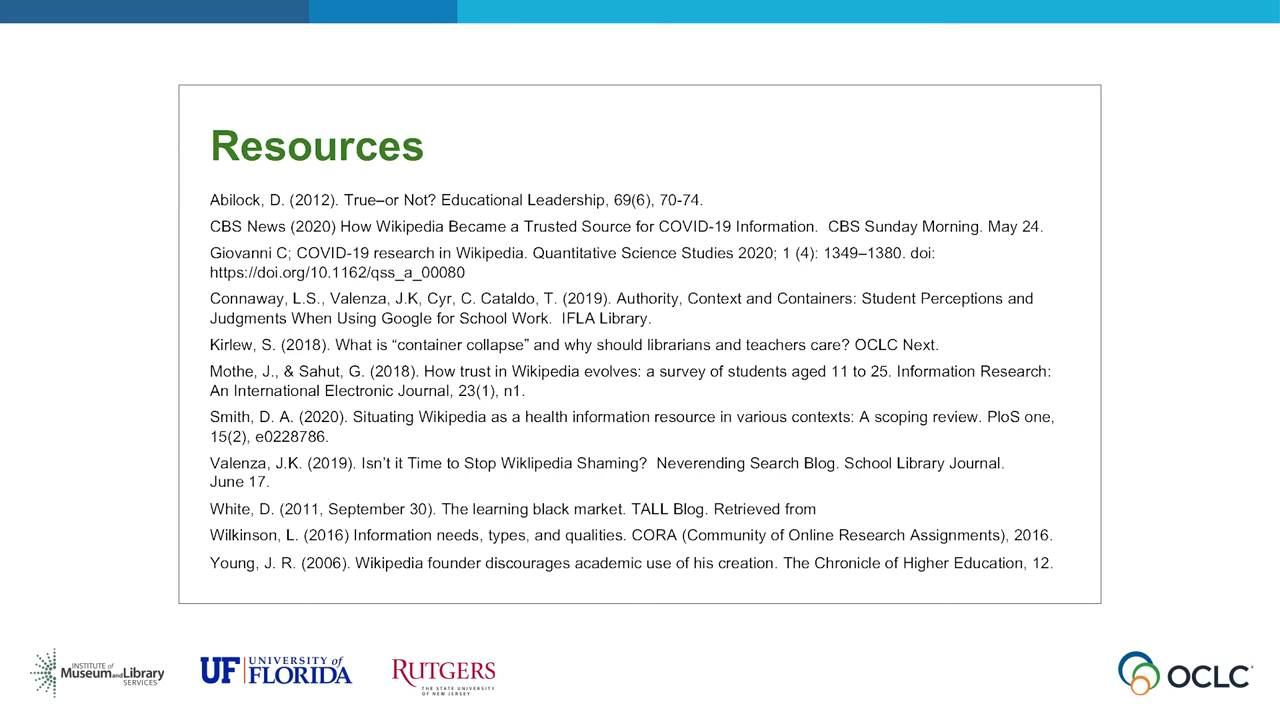 Resources
Abilock, D. (2012). True–or Not? Educational Leadership, 69(6), 70-74.
CBS News (2020) How Wikipedia Became a Trusted Source for COVID-19 Information.  CBS Sunday Morning. May 24.
Giovanni C; COVID-19 research in Wikipedia. Quantitative Science Studies 2020; 1 (4): 1349–1380. doi:
https://doi.org/10.1162/qss_a_00080
Connaway, L.S., Valenza, J.K, Cyr, C. Cataldo, T. (2019). Authority, Context and Containers: Student Perceptions and
Judgments When Using Google for School Work.  IFLA Library.
Kirlew, S. (2018). What is “container collapse” and why should librarians and teachers care? OCLC Next.
Mothe, J., & Sahut, G. (2018). How trust in Wikipedia evolves: a survey of students aged 11 to 25. Information Research:
An International Electronic Journal, 23(1), n1.
Smith, D. A. (2020). Situating Wikipedia as a health information resource in various contexts: A scoping review. PloS one,
15(2), e0228786.
Valenza, J.K. (2019). Isn’t it Time to Stop Wiklipedia Shaming?  Neverending Search Blog. School Library Journal.
June 17.
White, D. (2011, September 30). The learning black market. TALL Blog. Retrieved from
Wilkinson, L. (2016) Information needs, types, and qualities. CORA (Community of Online Research Assignments), 2016.
Young, J. R. (2006). Wikipedia founder discourages academic use of his creation. The Chronicle of Higher Education, 12.
INSTITUTE of
Museum and Library
SERVICES
UF UNIVERSITY of
FLORIDA
RUTGERS
THE STATE UNIVERSITY
OF NEW JERSEY
OCLC